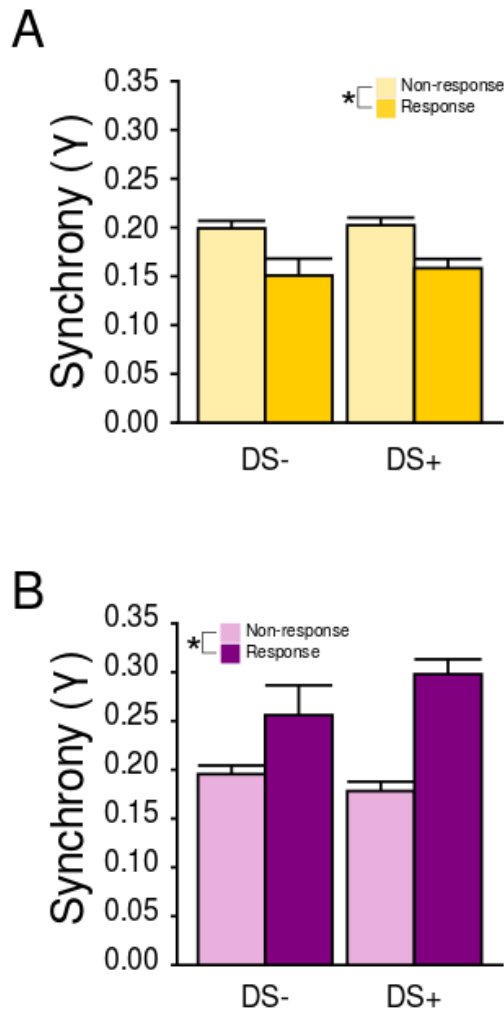 A
0.35
0.30
0.25
0.20
0.15
0.10
0.05
0.00
Synchrony (γ)
* Non-response
Response
DS- DS+
B
0.35
0.30
0.25
0.20
0.15
0.10
0.05
0.00
Synchrony (γ)
* Non-response
Response
DS- DS+